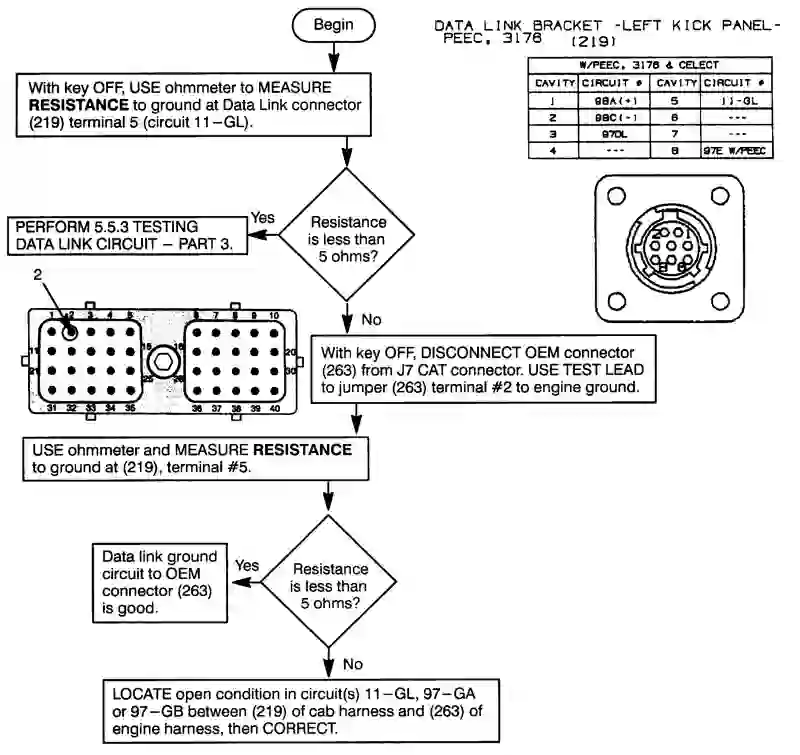 Begin
DATA LINK BRACKET -LEFT KICK PANEL-
PEEC, 3176 (219)
W/PEEC, 3176 & CELECT
CAVITY CIRCUIT # CAVITY CIRCUIT #
1 98A(+) 5 11-GL
2 98C(-) 6 ---
3 97DL 7 ---
4 --- 8 97E W/PEEC
With key OFF, USE ohmmeter to MEASURE
RESISTANCE to ground at Data Link connector
(219) terminal 5 (circuit 11–GL).
Resistance
is less than
5 ohms?
Yes
PERFORM 5.5.3 TESTING
DATA LINK CIRCUIT – PART 3.
No
2
1 2 3 4 5
6 7 8 9 10
11 15 16 20
21 25 26 30
31 32 33 34 35
36 37 38 39 40
2 1
8 6
With key OFF, DISCONNECT OEM connector
(263) from J7 CAT connector. USE TEST LEAD
to jumper (263) terminal #2 to engine ground.
USE ohmmeter and MEASURE RESISTANCE
to ground at (219), terminal #5.
Resistance
is less than
5 ohms?
Yes
Data link ground
circuit to OEM
connector (263)
is good.
No
LOCATE open condition in circuit(s) 11–GL, 97–GA
or 97–GB between (219) of cab harness and (263) of
engine harness, then CORRECT.